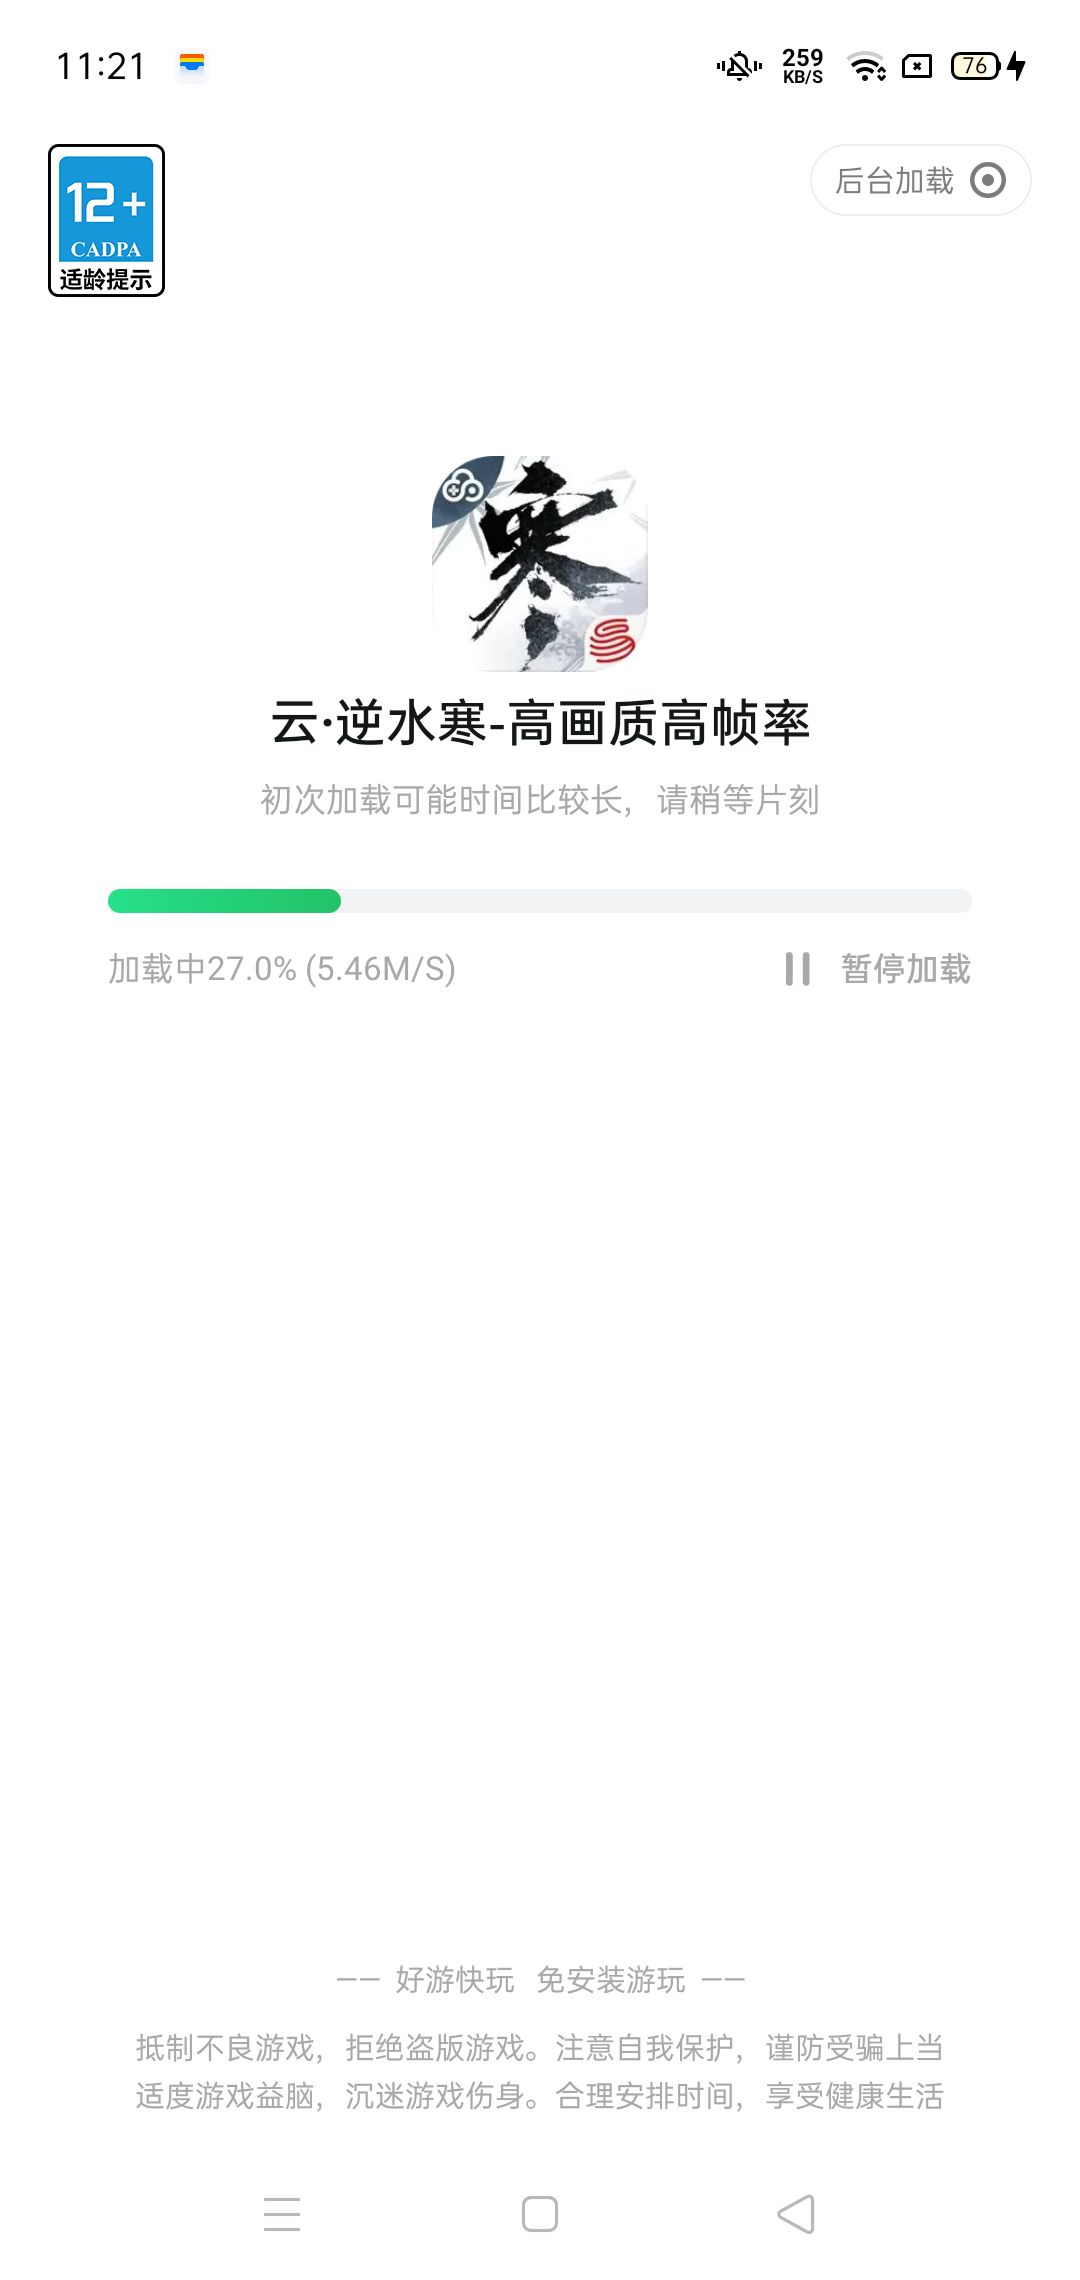 11:21
259
KB/S
76
12+
CADPA
适龄提示
后台加载
寒
云·逆水寒-高画质高帧率
初次加载可能时间比较长，请稍等片刻
加载中27.0% (5.46M/S)
暂停加载
—— 好游快玩 免安装游玩 ——
抵制不良游戏，拒绝盗版游戏。注意自我保护，谨防受骗上当
适度游戏益脑，沉迷游戏伤身。合理安排时间，享受健康生活